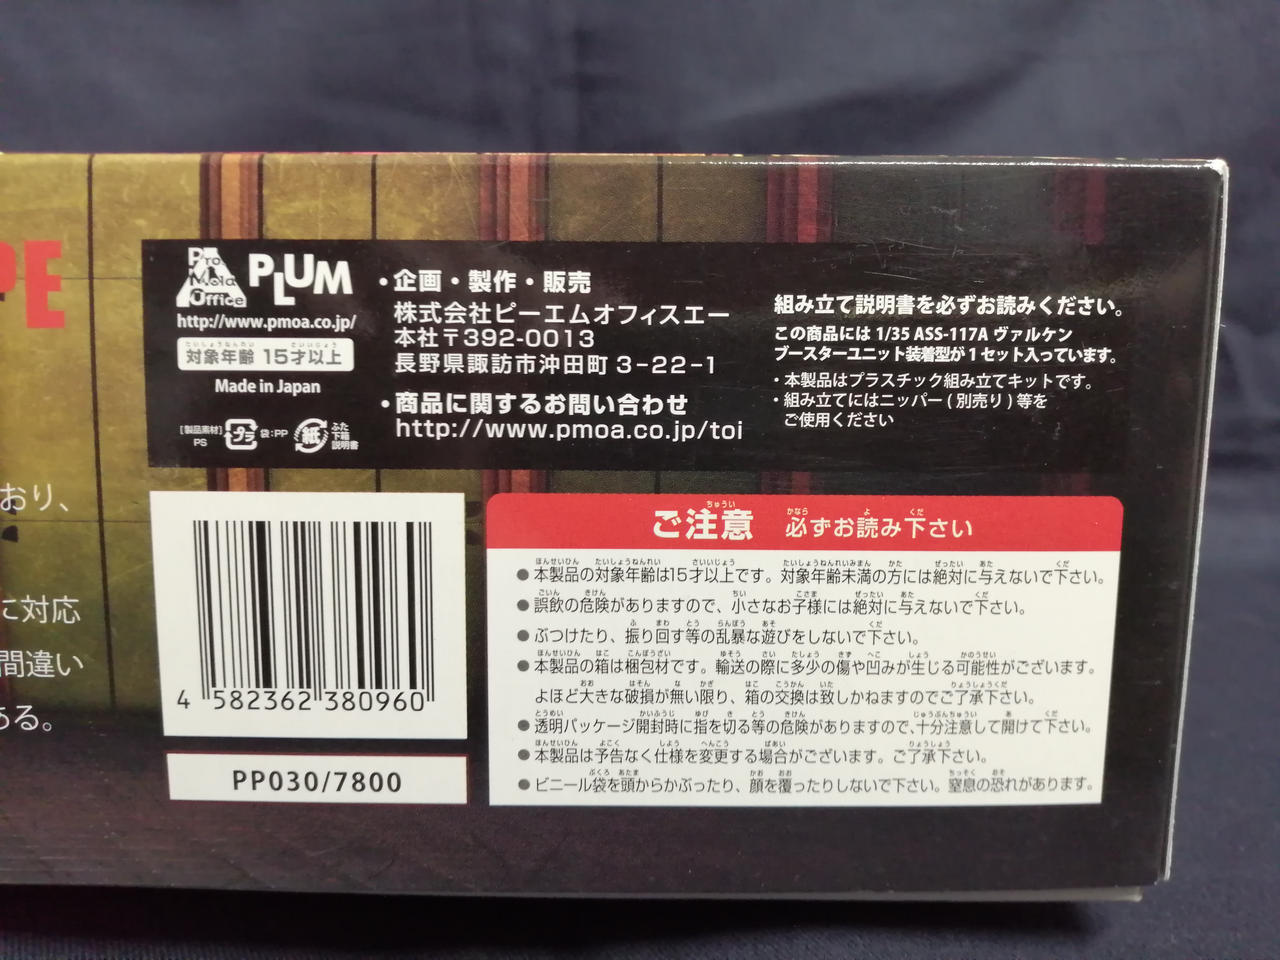 PE
おり、
に対応
間違い
ある。
Pro
Mold
Office
PLUM
http://www.pmoa.co.jp/
対象年齢 15才以上
Made in Japan
[製品素材] PS
プラ
袋:PP
紙
ふた
下箱
説明書
・企画・製作・販売
株式会社ピーエムオフィスエー
本社〒392-0013
長野県諏訪市沖田町 3-22-1
・商品に関するお問い合わせ
http://www.pmoa.co.jp/toi
組み立て説明書を必ずお読みください。
この商品には 1/35 ASS-117A ヴァルケン
ブースターユニット装着型が 1 セット入っています。
・本製品はプラスチック組み立てキットです。
・組み立てにはニッパー ( 別売り ) 等を
ご使用ください
4 582362 380960
PP030/7800
ご注意 必ずお読み下さい
●本製品の対象年齢は15才以上です。対象年齢未満の方には絶対に与えないで下さい。
●誤飲の危険がありますので、小さなお子様には絶対に与えないで下さい。
●ぶつけたり、振り回す等の乱暴な遊びをしないで下さい。
●本製品の箱は梱包材です。輸送の際に多少の傷や凹みが生じる可能性がございます。
よほど大きな破損が無い限り、箱の交換は致しかねますのでご了承下さい。
●透明パッケージ開封時に指を切る等の危険がありますので、十分注意して開けて下さい。
●本製品は予告なく仕様を変更する場合がございます。ご了承下さい。
●ビニール袋を頭からかぶったり、顔を覆ったりしないで下さい。窒息の恐れがあります。